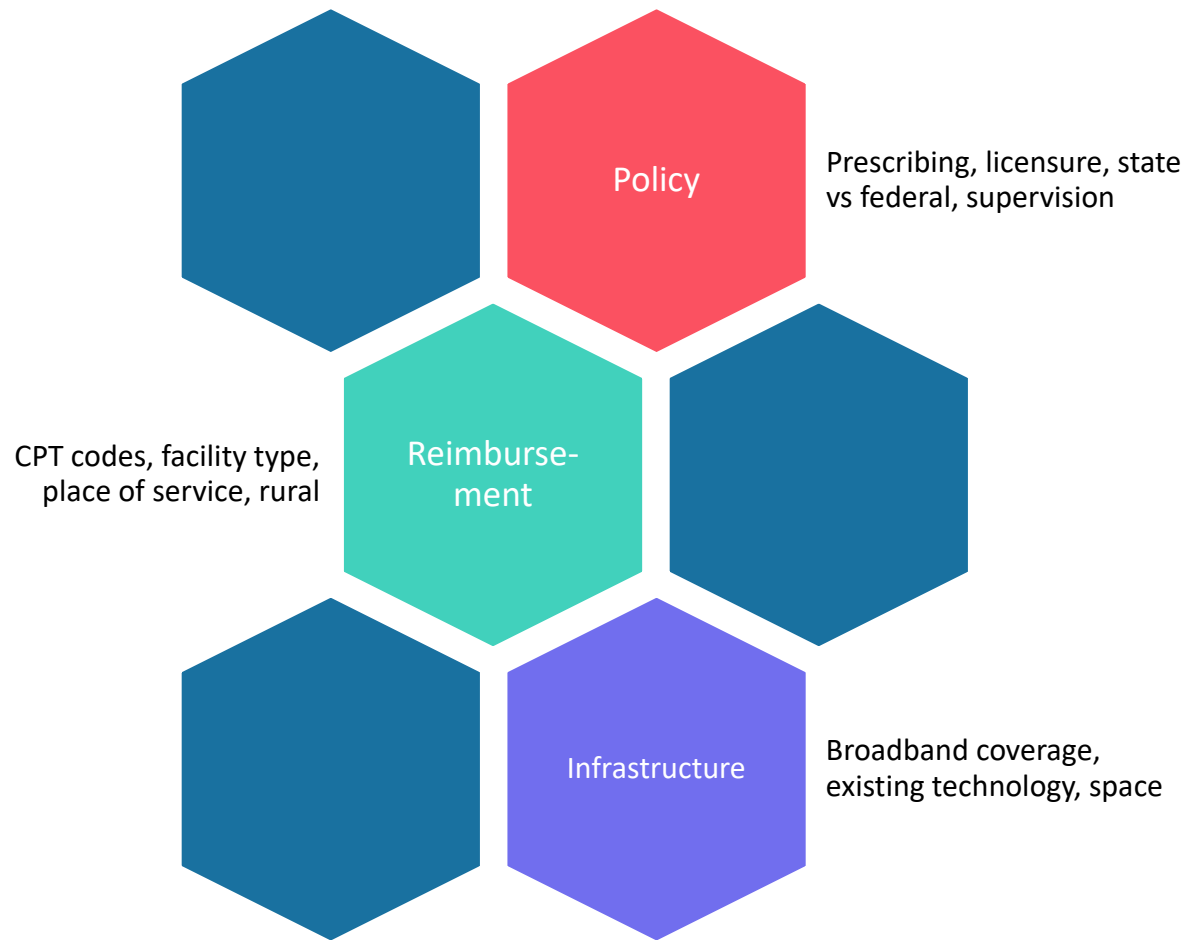 Policy
Prescribing, licensure, state
vs federal, supervision
CPT codes, facility type,
place of service, rural
Reimburse-
ment
Infrastructure
Broadband coverage,
existing technology, space